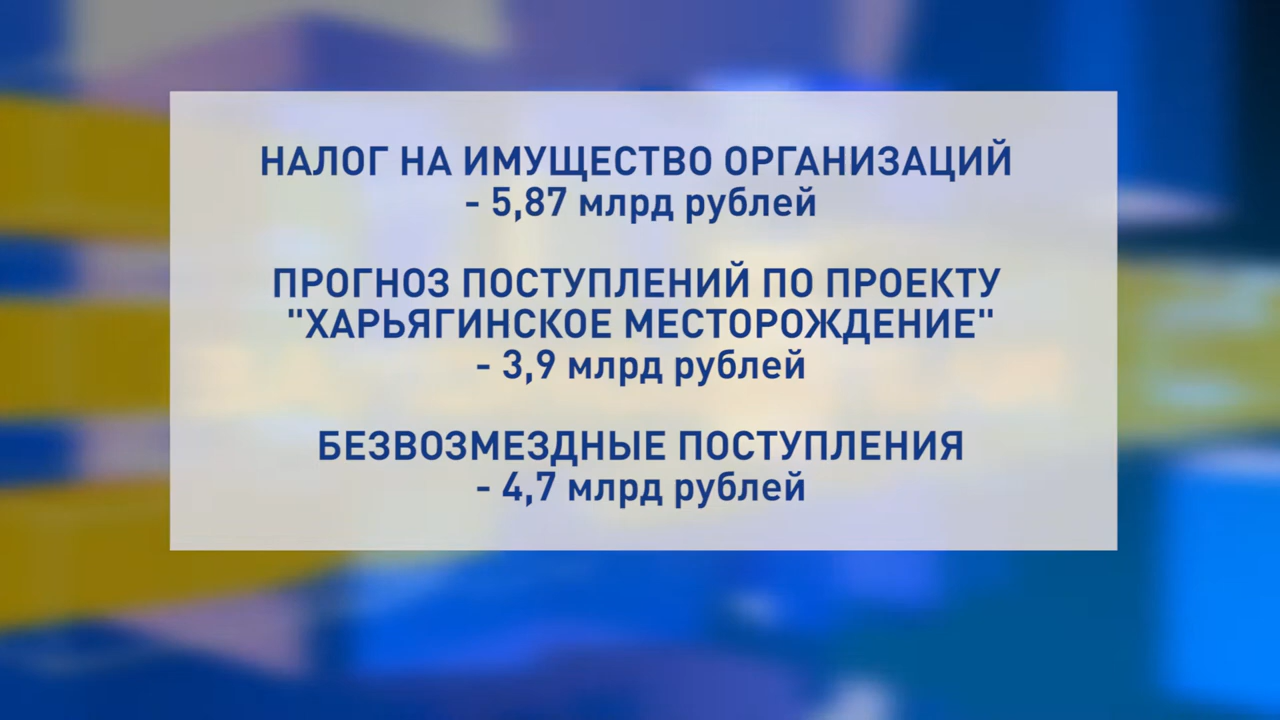 НАЛОГ НА ИМУЩЕСТВО ОРГАНИЗАЦИЙ
- 5,87 млрд рублей
ПРОГНОЗ ПОСТУПЛЕНИЙ ПО ПРОЕКТУ
"ХАРЬЯГИНСКОЕ МЕСТОРОЖДЕНИЕ"
- 3,9 млрд рублей
БЕЗВОЗМЕЗДНЫЕ ПОСТУПЛЕНИЯ
- 4,7 млрд рублей